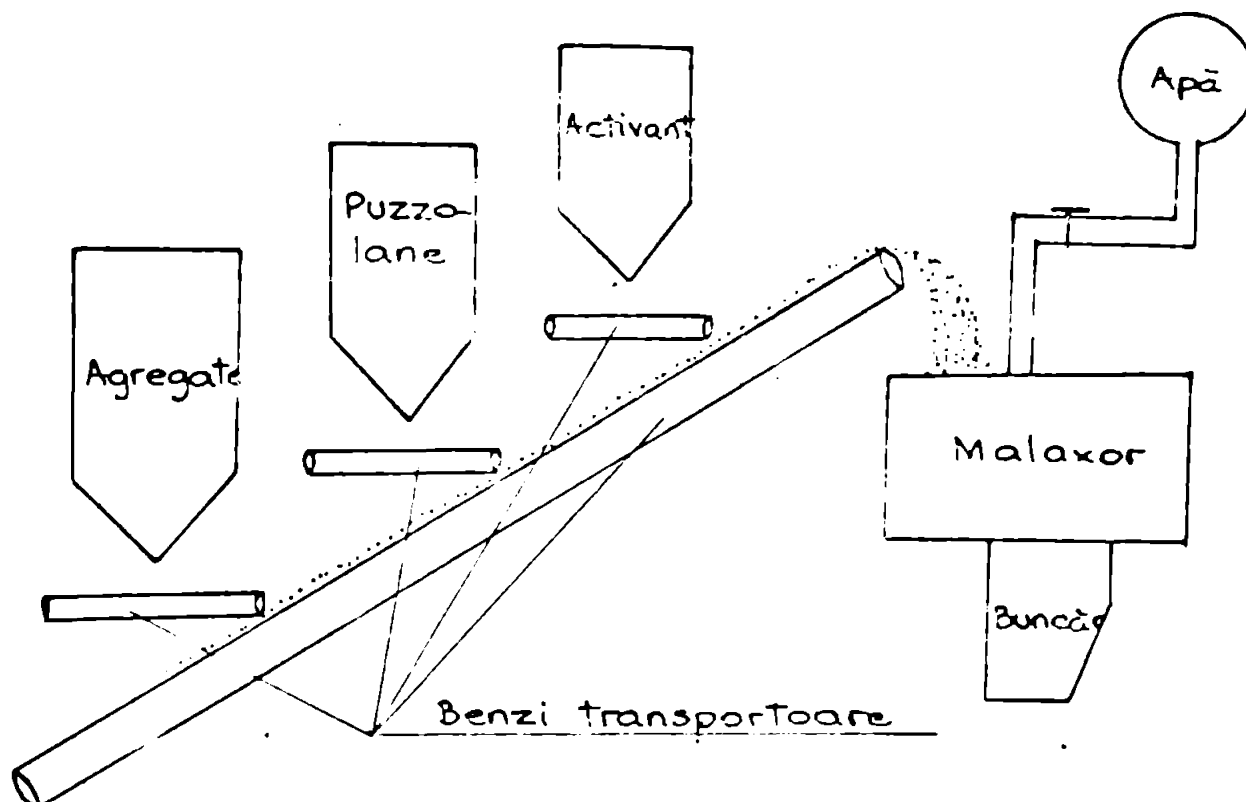 Apă
Activant
Puzzo-
lane
Agregate
Malaxor
Buncăr
Benzi transportoare